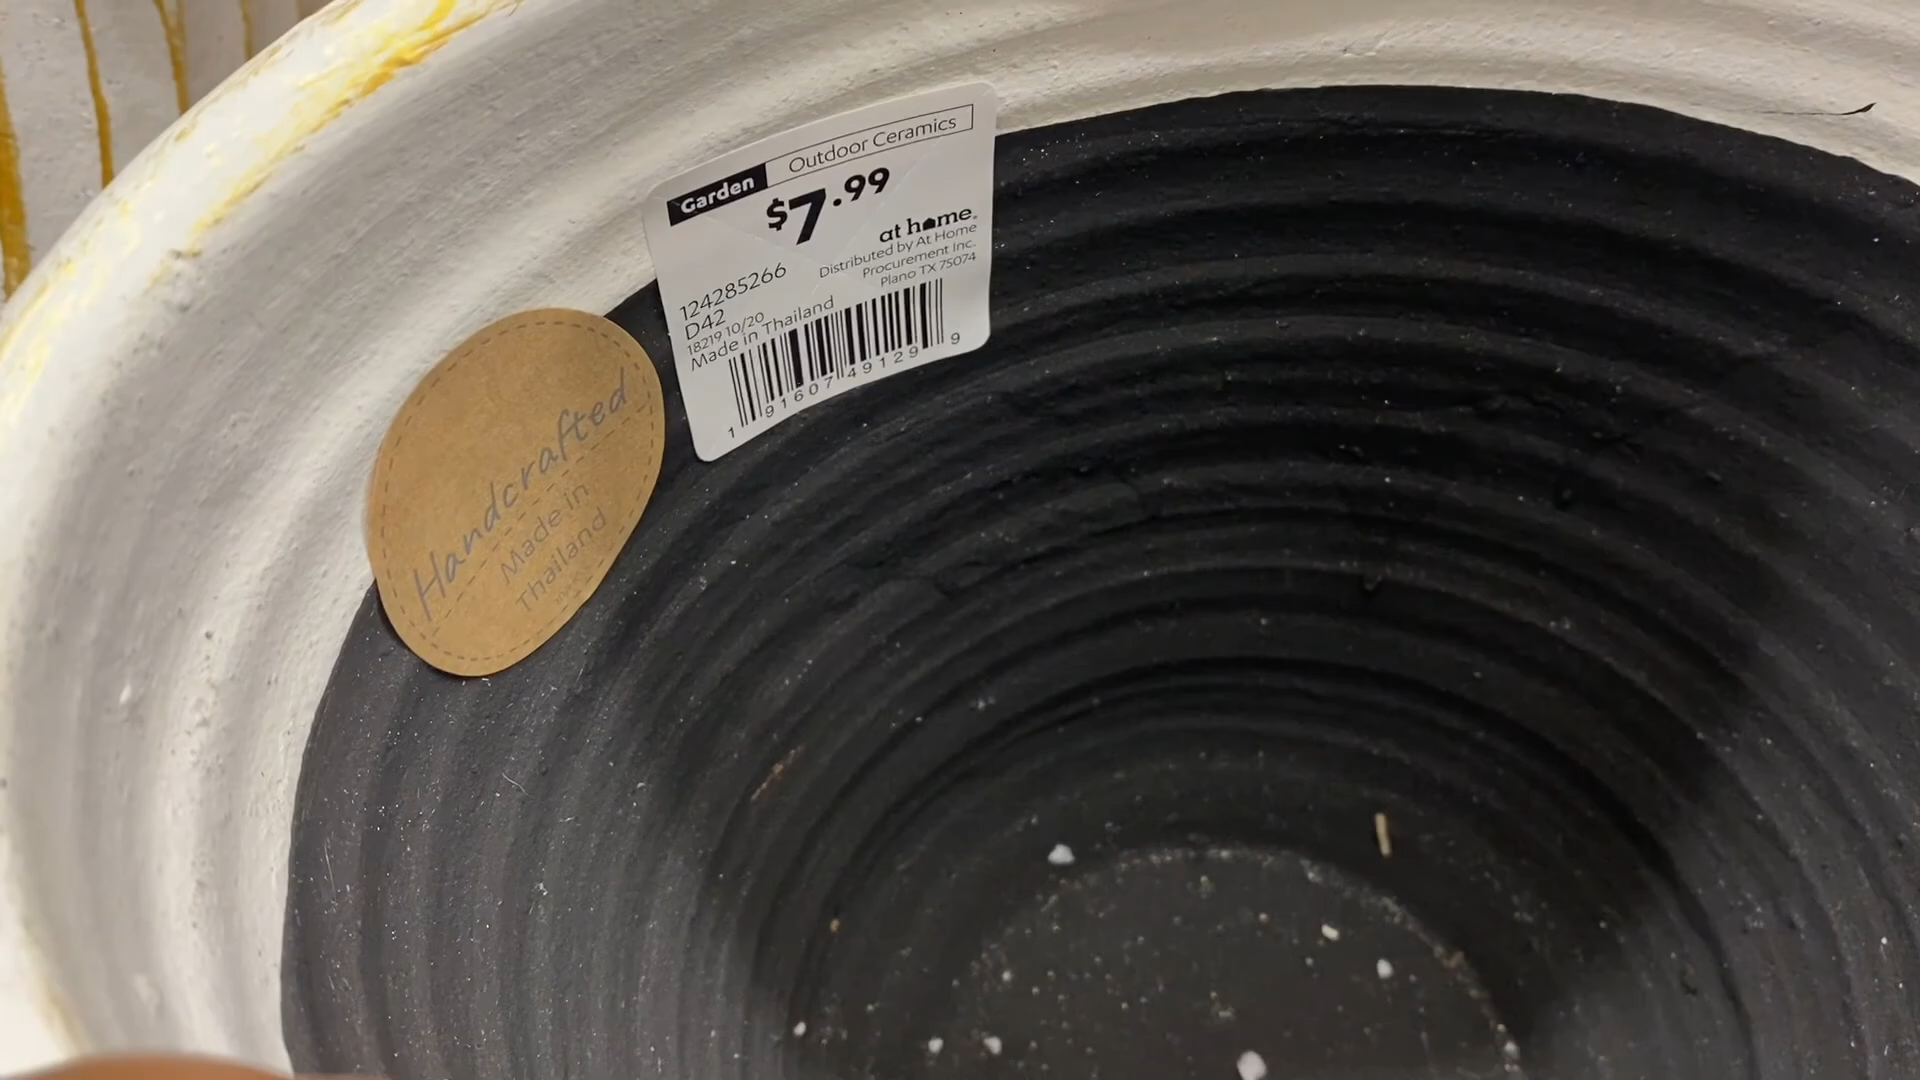 Garden Outdoor Ceramics
$7.99
at home
Distributed by At Home
Procurement Inc.
Plano TX 75074
124285266
D42
18219 10/20
Made in Thailand
1 91607 49129 9
Handcrafted
Made in
Thailand